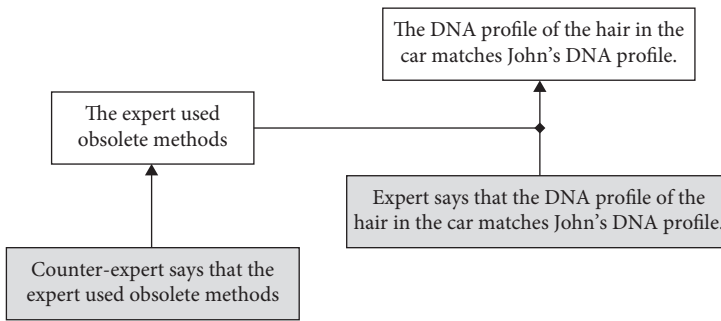 The DNA profile of the hair in the
car matches John's DNA profile.
The expert used
obsolete methods
Expert says that the DNA profile of the
hair in the car matches John's DNA profile.
Counter-expert says that the
expert used obsolete methods